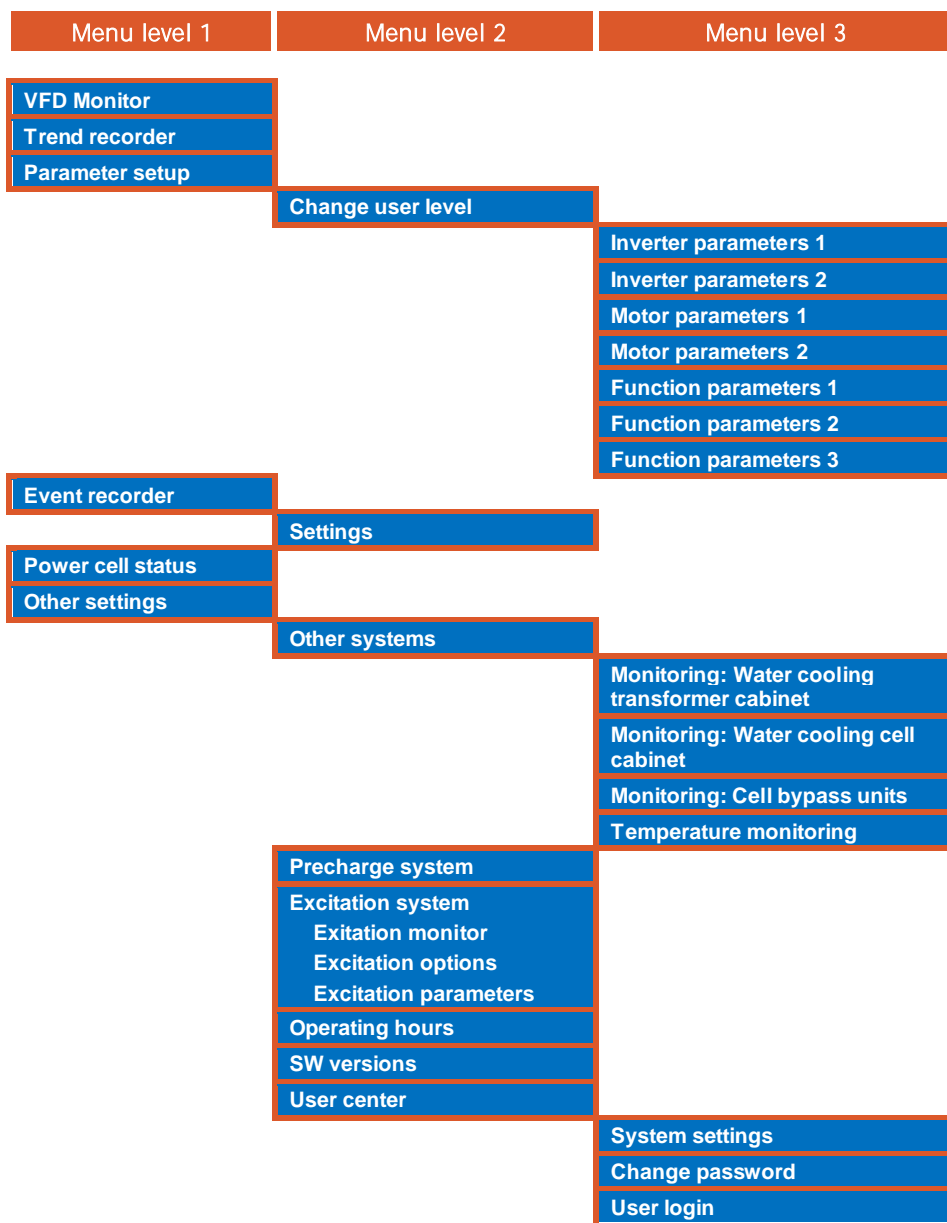 Menu level 1
Menu level 2
Menu level 3
VFD Monitor
Trend recorder
Parameter setup
Change user level
Inverter parameters 1
Inverter parameters 2
Motor parameters 1
Motor parameters 2
Function parameters 1
Function parameters 2
Function parameters 3
Event recorder
Settings
Power cell status
Other settings
Other systems
Monitoring: Water cooling
transformer cabinet
Monitoring: Water cooling cell
cabinet
Monitoring: Cell bypass units
Temperature monitoring
Precharge system
Excitation system
Exitation monitor
Excitation options
Excitation parameters
Operating hours
SW versions
User center
System settings
Change password
User login